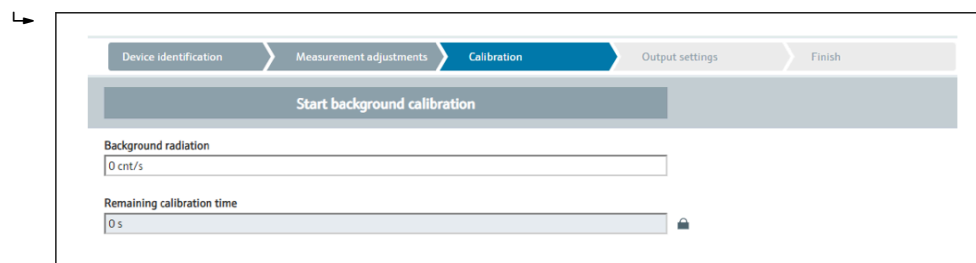 Device identification
Measurement adjustments
Calibration
Output settings
Finish
Start background calibration
Background radiation
0 cnt/s
Remaining calibration time
0 s